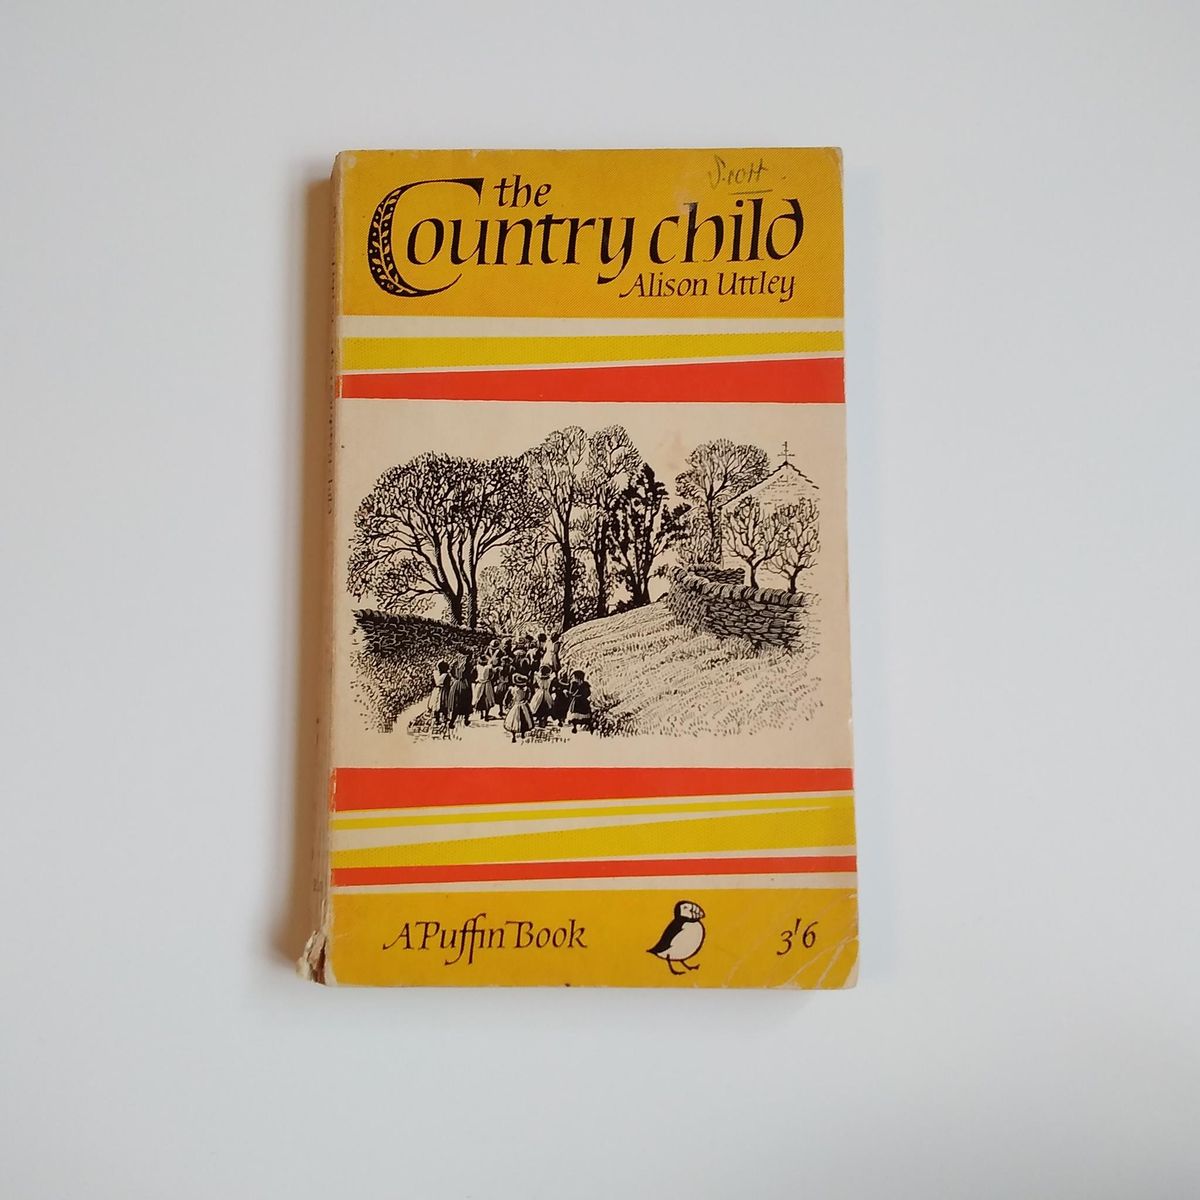 Scott
the
Country child
Alison Uttley
A Puffin Book
3'6